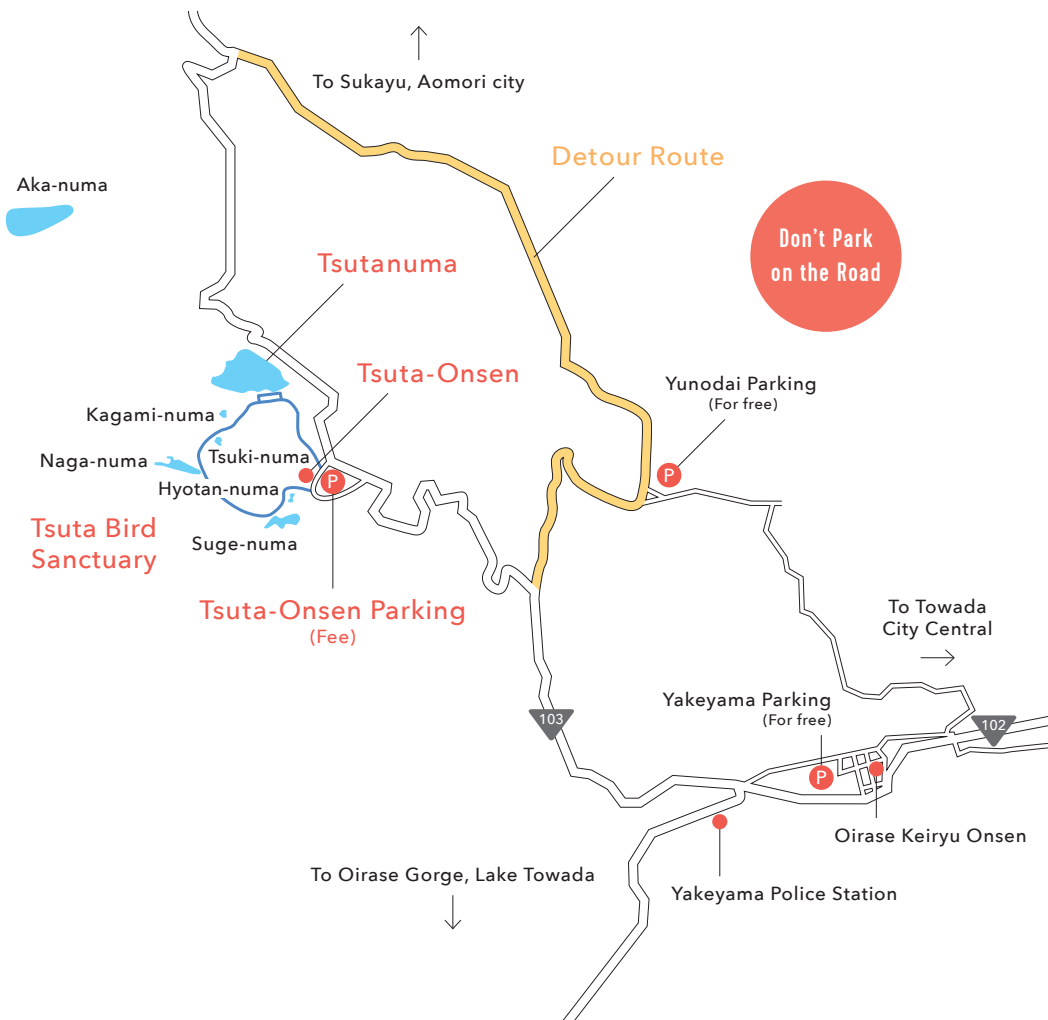 To Sukayu, Aomori city
Detour Route
Aka-numa
Don't Park
on the Road
Tsutanuma
Tsuta-Onsen
Yunodai Parking
(For free)
Kagami-numa
P
Tsuki-numa
Naga-numa
P
Hyotan-numa
Tsuta Bird
Sanctuary
Suge-numa
Tsuta-Onsen Parking
(Fee)
To Towada
City Central
Yakeyama Parking
(For free)
103
102
P
Oirase Keiryu Onsen
To Oirase Gorge, Lake Towada
Yakeyama Police Station